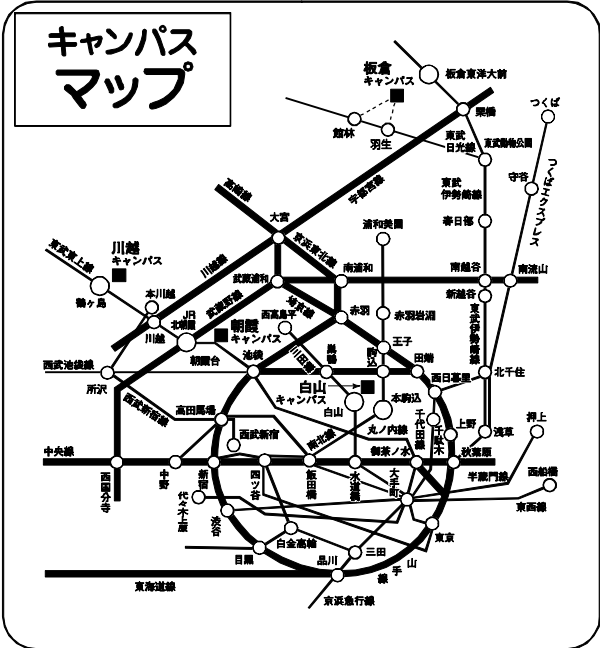 キャンパス
マップ
板倉
キャンパス
板倉東洋大前
館林
羽生
栗橋
東武
日光線
東武動物公園
つくば
守谷
つくばエクスプレス
東武
伊勢崎線
春日部
宇都宮線
高崎線
大宮
京浜東北線
浦和美園
川越
キャンパス
東武東上線
鶴ヶ島
川越線
武蔵浦和
南浦和
南越谷
南流山
新越谷
本川越
川越
武蔵野線
JR
北朝霞
朝霞
キャンパス
朝霞台
埼京線
西高島平
赤羽
赤羽岩淵
東武伊勢崎線
王子
西武池袋線
所沢
池袋
巣鴨
駒込
田端
西日暮里
北千住
西武新宿線
高田馬場
白山
キャンパス
白山
本駒込
千代田線
千駄木
上野
浅草
押上
西武新宿
南北線
丸ノ内線
御茶ノ水
秋葉原
中央線
西国分寺
中野
新宿
四ツ谷
飯田橋
水道橋
大手町
半蔵門線
西船橋
東西線
代々木上原
渋谷
目黒
白金高輪
三田
品川
東京
山手線
東海道線
京浜急行線